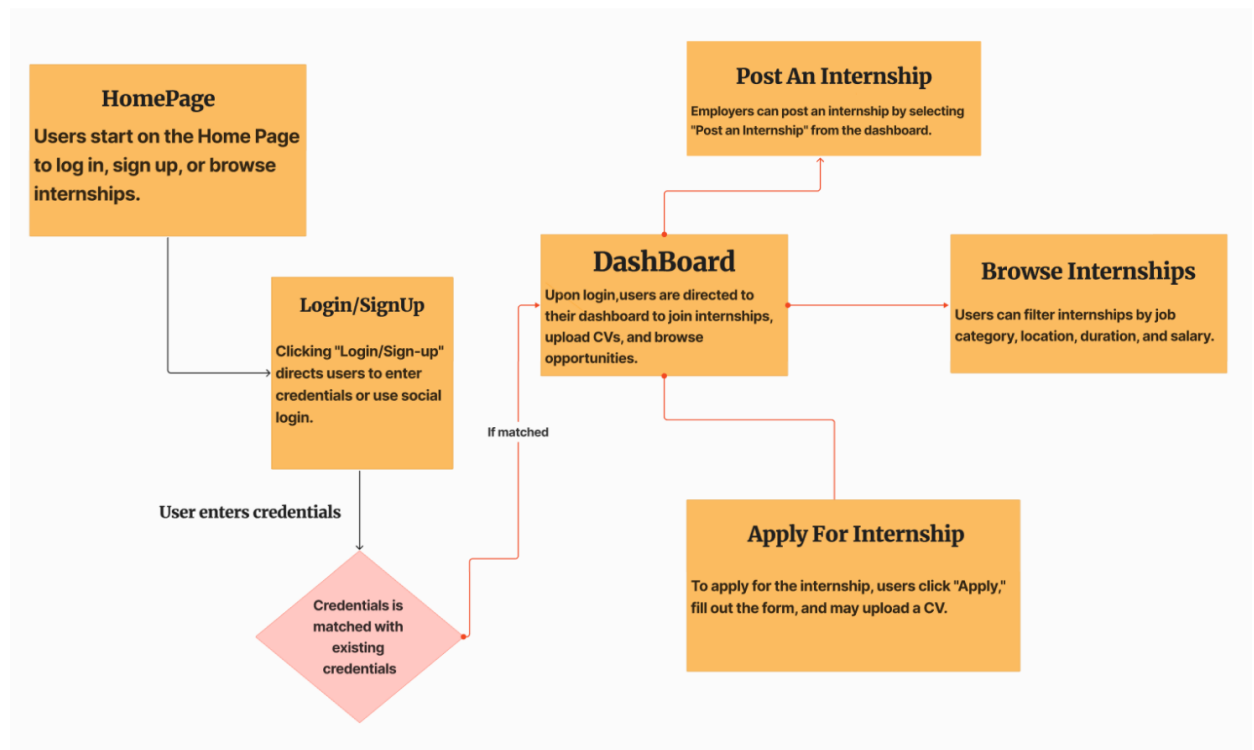 HomePage
Users start on the Home Page
to log in, sign up, or browse
internships.
Login/SignUp
Clicking "Login/Sign-up"
directs users to enter
credentials or use social
login.
User enters credentials
Credentials is
matched with
existing
credentials
If matched
DashBoard
Upon login,users are directed to
their dashboard to join internships,
upload CVs, and browse
opportunities.
Post An Internship
Employers can post an internship by selecting
"Post an Internship" from the dashboard.
Browse Internships
Users can filter internships by job
category, location, duration, and salary.
Apply For Internship
To apply for the internship, users click "Apply,"
fill out the form, and may upload a CV.